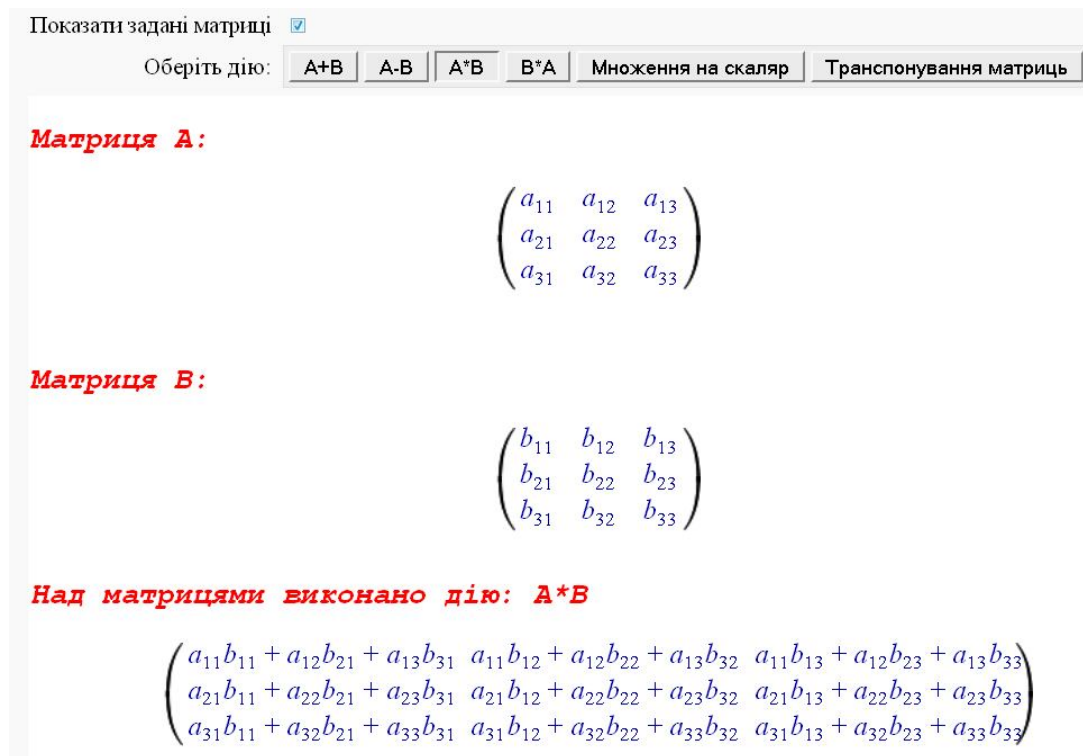 Показати задані матриці
Оберіть дію: A+B A-B A*B B*A Множення на скаляр Транспонування матриць
Матриця A:
a₁₁ a₁₂ a₁₃
a₂₁ a₂₂ a₂₃
a₃₁ a₃₂ a₃₃
Матриця B:
b₁₁ b₁₂ b₁₃
b₂₁ b₂₂ b₂₃
b₃₁ b₃₂ b₃₃
Над матрицями виконано дію: A*B
a₁₁b₁₁ + a₁₂b₂₁ + a₁₃b₃₁ a₁₁b₁₂ + a₁₂b₂₂ + a₁₃b₃₂ a₁₁b₁₃ + a₁₂b₂₃ + a₁₃b₃₃
a₂₁b₁₁ + a₂₂b₂₁ + a₂₃b₃₁ a₂₁b₁₂ + a₂₂b₂₂ + a₂₃b₃₂ a₂₁b₁₃ + a₂₂b₂₃ + a₂₃b₃₃
a₃₁b₁₁ + a₃₂b₂₁ + a₃₃b₃₁ a₃₁b₁₂ + a₃₂b₂₂ + a₃₃b₃₂ a₃₁b₁₃ + a₃₂b₂₃ + a₃₃b₃₃